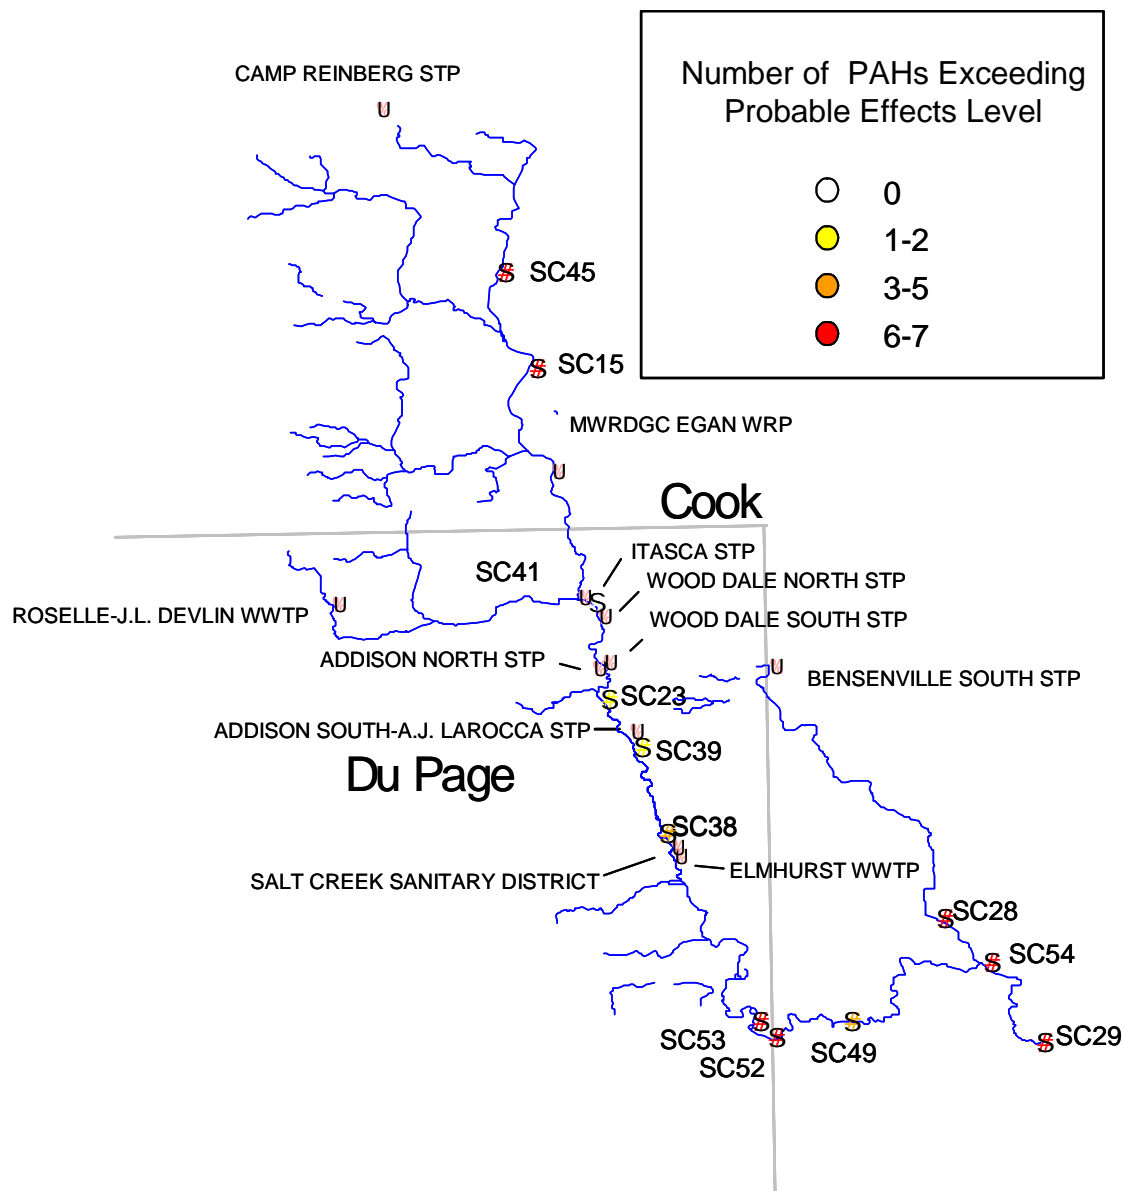 CAMP REINBERG STP
U
Number of PAHs Exceeding
Probable Effects Level
0
1-2
3-5
6-7
S SC45
S SC15
MWRDGC EGAN WRP
U
Cook
ITASCA STP
SC41
WOOD DALE NORTH STP
U S
U
U
ROSELLE-J.L. DEVLIN WWTP
WOOD DALE SOUTH STP
ADDISON NORTH STP
U U
U
BENSENVILLE SOUTH STP
S SC23
ADDISON SOUTH-A.J. LAROCCA STP
U
S SC39
Du Page
S SC38
U
U
ELMHURST WWTP
SALT CREEK SANITARY DISTRICT
S SC28
S SC54
S
S
S
S SC29
SC53
SC49
SC52